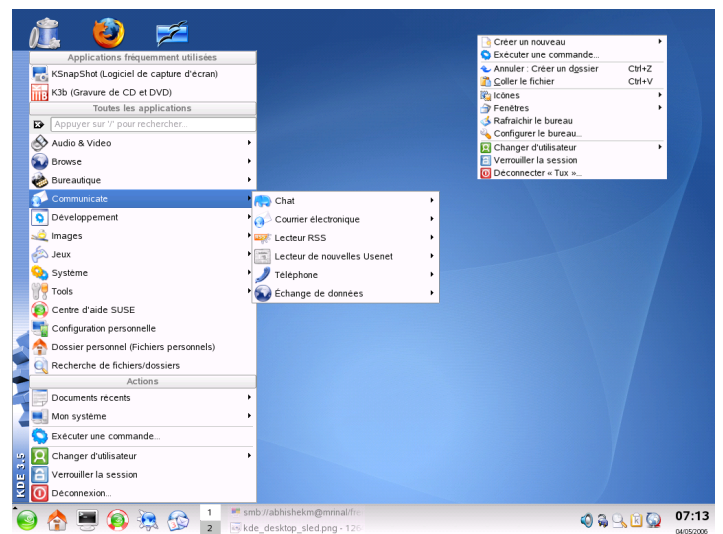 Applications fréquemment utilisées
KSnapShot (Logiciel de capture d'écran)
K3b (Gravure de CD et DVD)
Toutes les applications
Appuyer sur '/' pour rechercher...
Audio & Video
Browse
Bureautique
Communicate
Développement
Images
Jeux
Système
Tools
Centre d'aide SUSE
Configuration personnelle
Dossier personnel (Fichiers personnels)
Recherche de fichiers/dossiers
Actions
Documents récents
Mon système
Exécuter une commande...
Changer d'utilisateur
Verrouiller la session
Déconnexion...
KDE 3.5
Chat
Courrier électronique
Lecteur RSS
Lecteur de nouvelles Usenet
Téléphone
Échange de données
Créer un nouveau
Exécuter une commande...
Annuler : Créer un dossier Ctrl+Z
Coller le fichier Ctrl+V
Icônes
Fenêtres
Rafraîchir le bureau
Configurer le bureau...
Changer d'utilisateur
Verrouiller la session
Déconnecter « Tux »...
1
2
smb://abhishekm@mrinal/fre
kde_desktop_sled.png - 126
07:13
04/05/2006